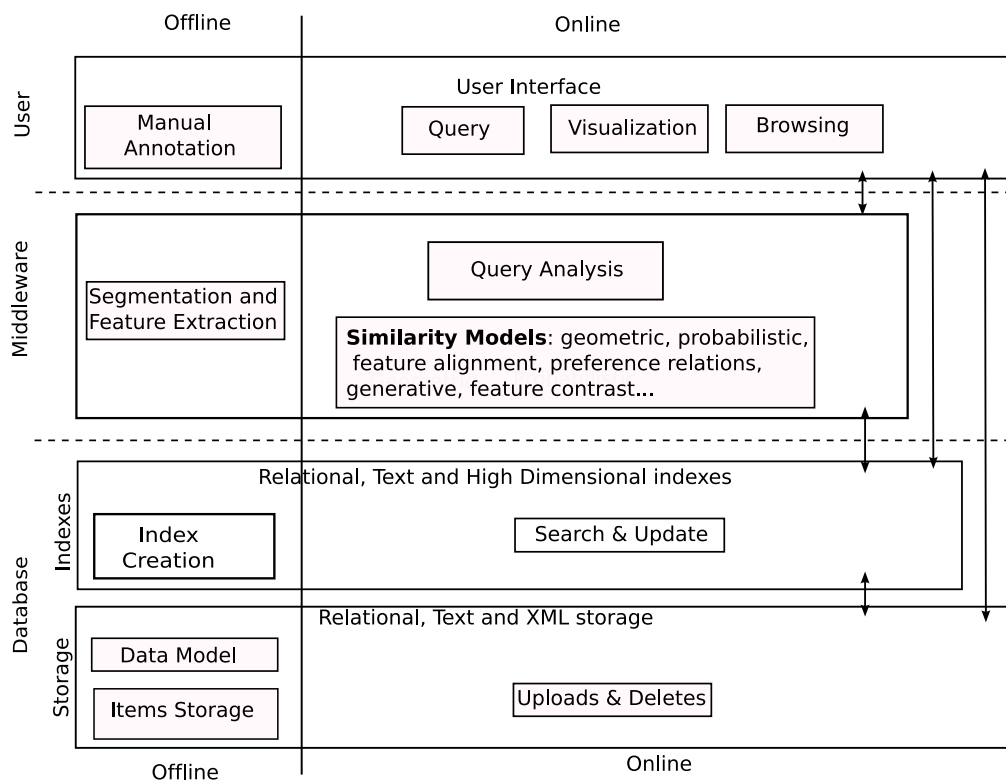 Offline
Online
User
User Interface
Manual
Annotation
Query
Visualization
Browsing
Middleware
Query Analysis
Segmentation and
Feature Extraction
Similarity Models: geometric, probabilistic,
feature alignment, preference relations,
generative, feature contrast...
Database
Indexes
Relational, Text and High Dimensional indexes
Index
Creation
Search & Update
Storage
Relational, Text and XML storage
Data Model
Items Storage
Uploads & Deletes
Offline
Online